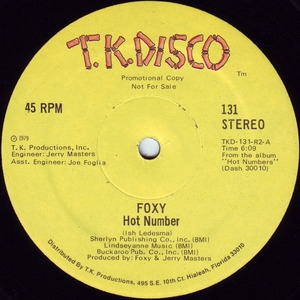 T.K. DISCO
Tm
Promotional Copy
Not For Sale
45 RPM
131
STEREO
℗ 1979
T. K. Productions, Inc.
Engineer: Jerry Masters
Asst. Engineer: Joe Foglia
TKD-131-R2-A
Time 6:09
From the album
"Hot Numbers"
(Dash 30010)
FOXY
Hot Number
(Ish Ledesma)
Sherlyn Publishing Co., Inc. (BMI)
Lindseyanne Music (BMI)
Buckaroo Pub. Co., Inc. (BMI)
Produced by: Foxy & Jerry Masters
Distributed By T.K. Productions. 495 S.E. 10th Ct. Hialeah, Florida 33010